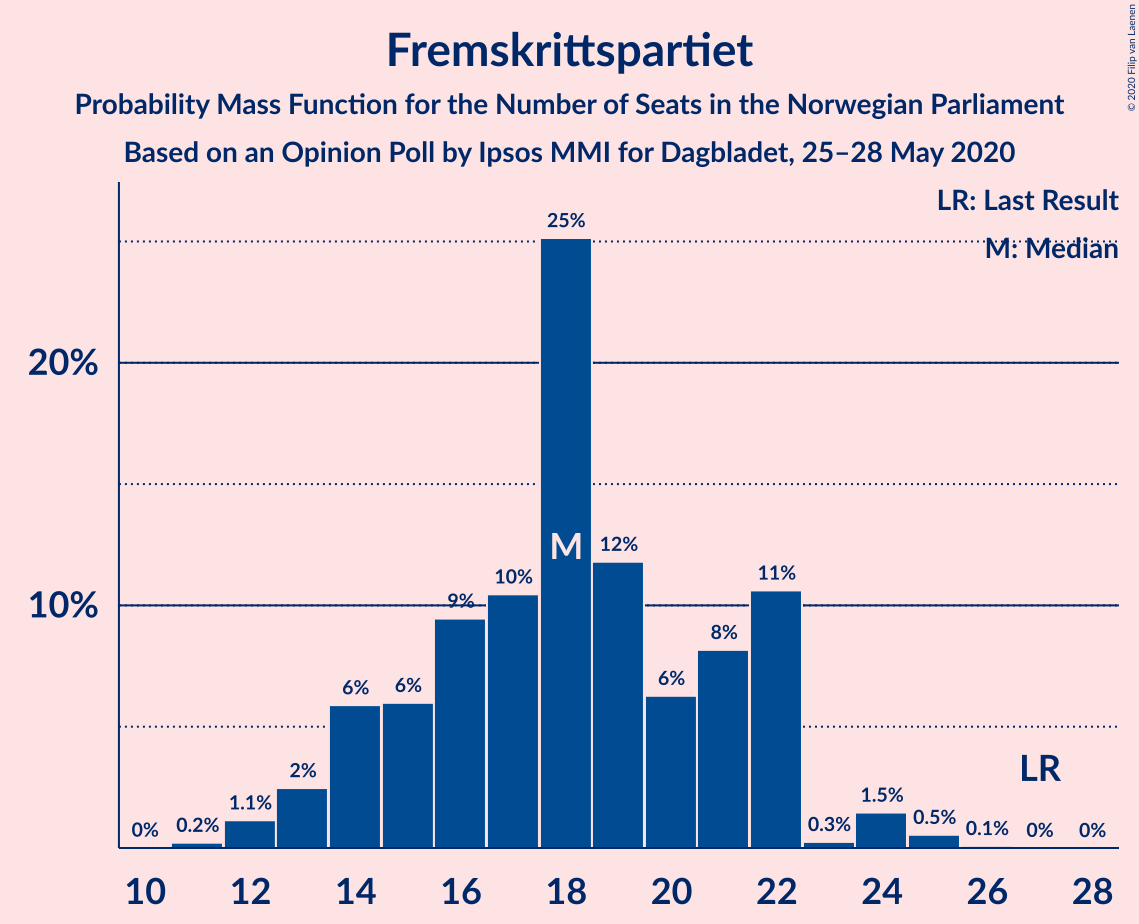 Fremskrittspartiet
Probability Mass Function for the Number of Seats in the Norwegian Parliament
Based on an Opinion Poll by Ipsos MMI for Dagbladet, 25–28 May 2020
© 2020 Filip van Laenen
LR: Last Result
M: Median
20%
10%
0%
0.2%
1.1%
2%
6%
6%
9%
10%
25%
M
12%
6%
8%
11%
0.3%
1.5%
0.5%
0.1%
LR
0%
0%
10 12 14 16 18 20 22 24 26 28